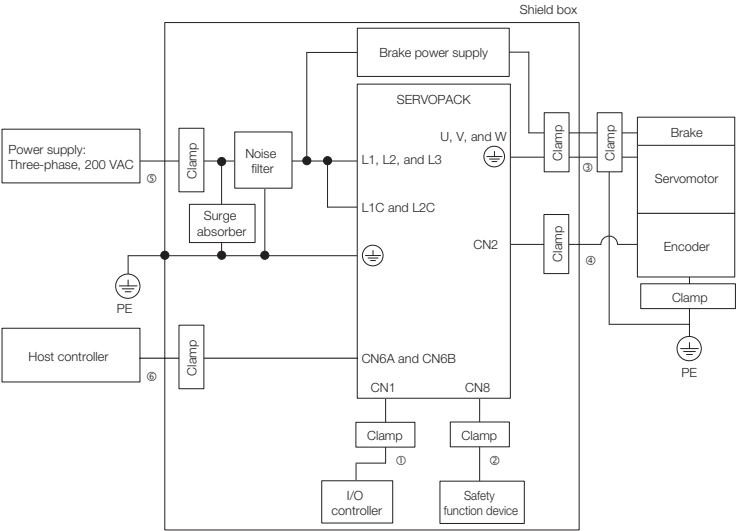 Shield box
Brake power supply
SERVOPACK
U, V, and W
Power supply:
Three-phase, 200 VAC
Clamp
Noise
filter
L1, L2, and L3
Clamp
Clamp
Brake
Servomotor
⑤
③
Surge
absorber
L1C and L2C
CN2
Clamp
Encoder
④
Clamp
PE
Host controller
Clamp
CN6A and CN6B
PE
⑥
CN1
CN8
Clamp
Clamp
①
②
I/O
controller
Safety
function device